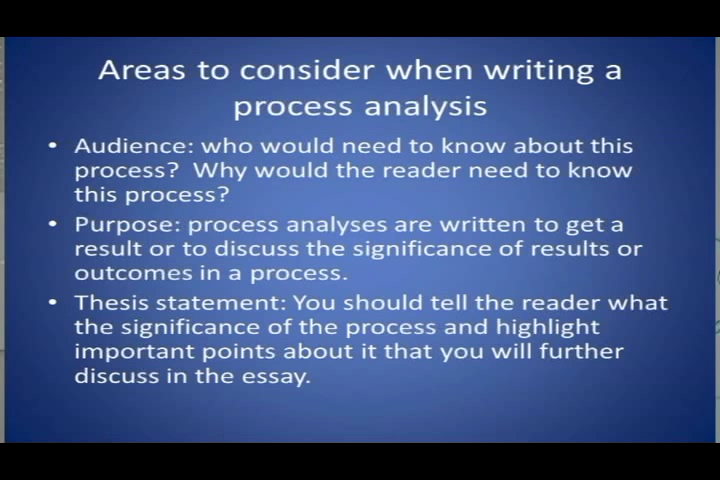 Areas to consider when writing a
process analysis
• Audience: who would need to know about this
process? Why would the reader need to know
this process?
• Purpose: process analyses are written to get a
result or to discuss the significance of results or
outcomes in a process.
• Thesis statement: You should tell the reader what
the significance of the process and highlight
important points about it that you will further
discuss in the essay.